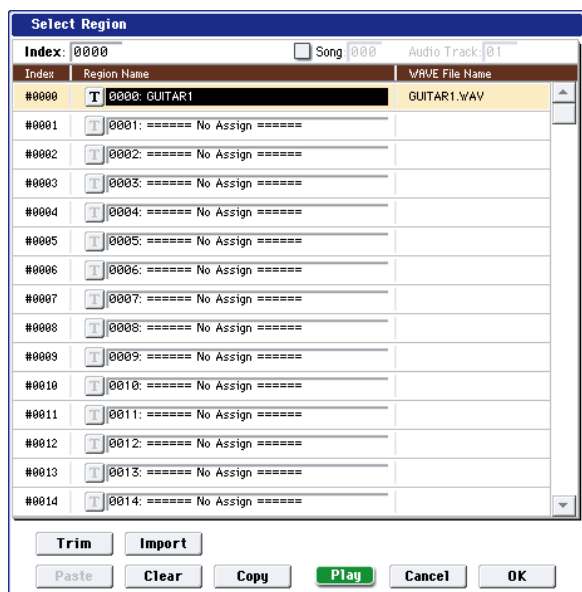 Select Region
Index: 0000 Song: 000 Audio Track: 01
Index Region Name WAVE File Name
#0000 T 0000: GUITAR1 GUITAR1.WAV
#0001 T 0001: ====== No Assign ======
#0002 T 0002: ====== No Assign ======
#0003 T 0003: ====== No Assign ======
#0004 T 0004: ====== No Assign ======
#0005 T 0005: ====== No Assign ======
#0006 T 0006: ====== No Assign ======
#0007 T 0007: ====== No Assign ======
#0008 T 0008: ====== No Assign ======
#0009 T 0009: ====== No Assign ======
#0010 T 0010: ====== No Assign ======
#0011 T 0011: ====== No Assign ======
#0012 T 0012: ====== No Assign ======
#0013 T 0013: ====== No Assign ======
#0014 T 0014: ====== No Assign ======
Trim Import
Paste Clear Copy Play Cancel OK